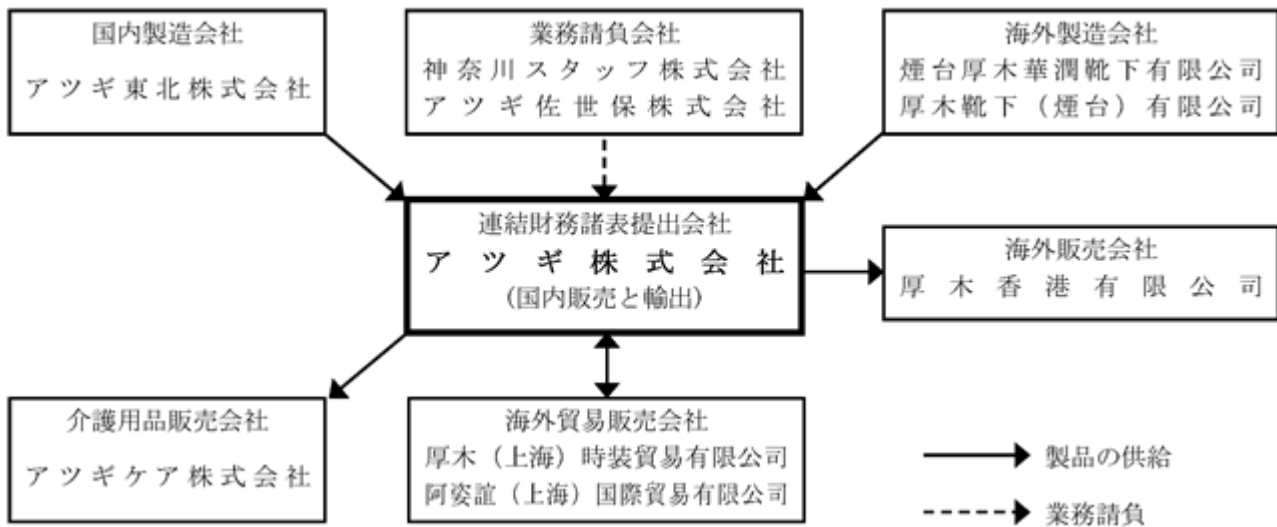 国内製造会社
アツギ東北株式会社
業務請負会社
神奈川スタッフ株式会社
アツギ佐世保株式会社
海外製造会社
煙台厚木華潤靴下有限公司
厚木靴下（煙台）有限公司
連結財務諸表提出会社
アツギ株式会社
(国内販売と輸出)
海外販売会社
厚木香港有限公司
介護用品販売会社
アツギケア株式会社
海外貿易販売会社
厚木（上海）時装貿易有限公司
阿姿誼（上海）国際貿易有限公司
製品の供給
業務請負